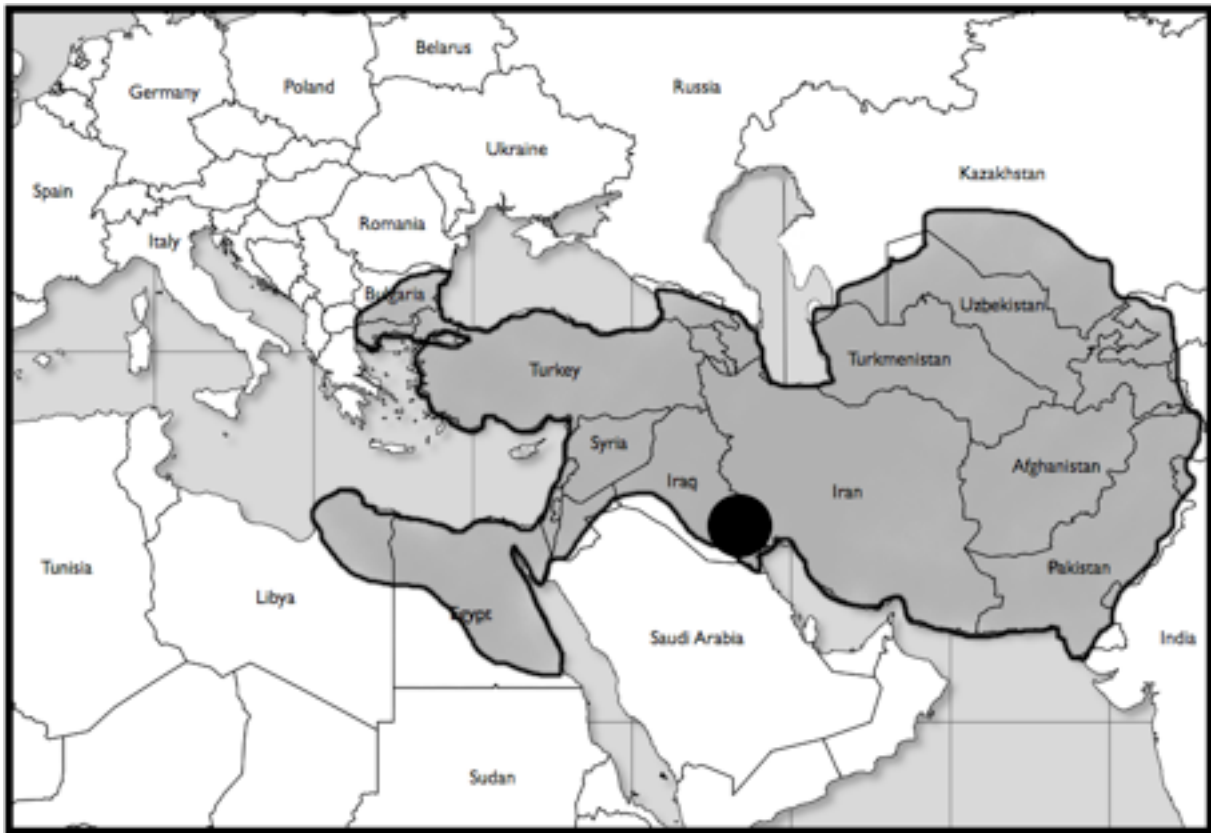 Belarus
Germany
Poland
Russia
Ukraine
Kazakhstan
Spain
Romania
Italy
Bulgaria
Uzbekistan
Turkmenistan
Turkey
Syria
Afghanistan
Iraq
Iran
Tunisia
Pakistan
Libya
Egypt
Saudi Arabia
India
Sudan